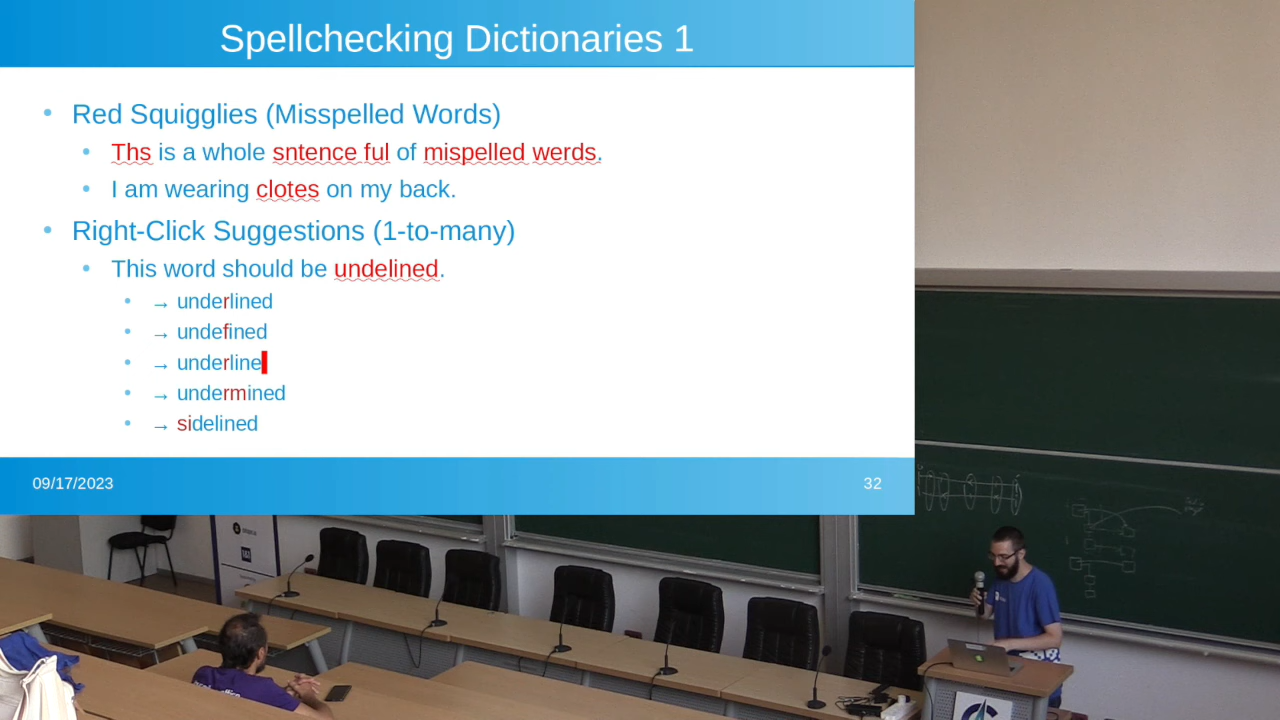 Spellchecking Dictionaries 1
• Red Squigglies (Misspelled Words)
• Ths is a whole sntence ful of mispelled werds.
• I am wearing clotes on my back.
• Right-Click Suggestions (1-to-many)
• This word should be undelined.
• → underlined
• → undefined
• → underline
• → undermined
• → sidelined
09/17/2023
32